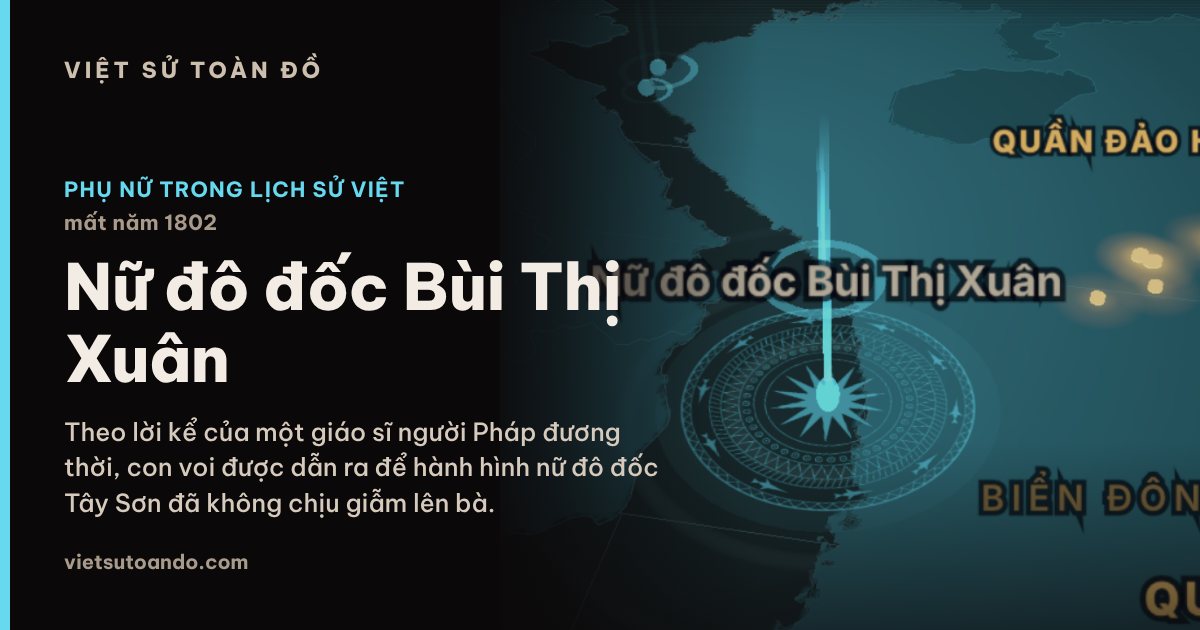 VIỆT SỬ TOÀN ĐỒ
PHỤ NỮ TRONG LỊCH SỬ VIỆT
mất năm 1802
Nữ đô đốc Bùi Thị
Xuân
Theo lời kể của một giáo sĩ người Pháp đương
thời, con voi được dẫn ra để hành hình nữ đô đốc
Tây Sơn đã không chịu giẫm lên bà.
vietsutoando.com
QUẦN ĐẢO H
Nữ đô đốc Bùi Thị Xuân
BIỂN ĐÔN
QU